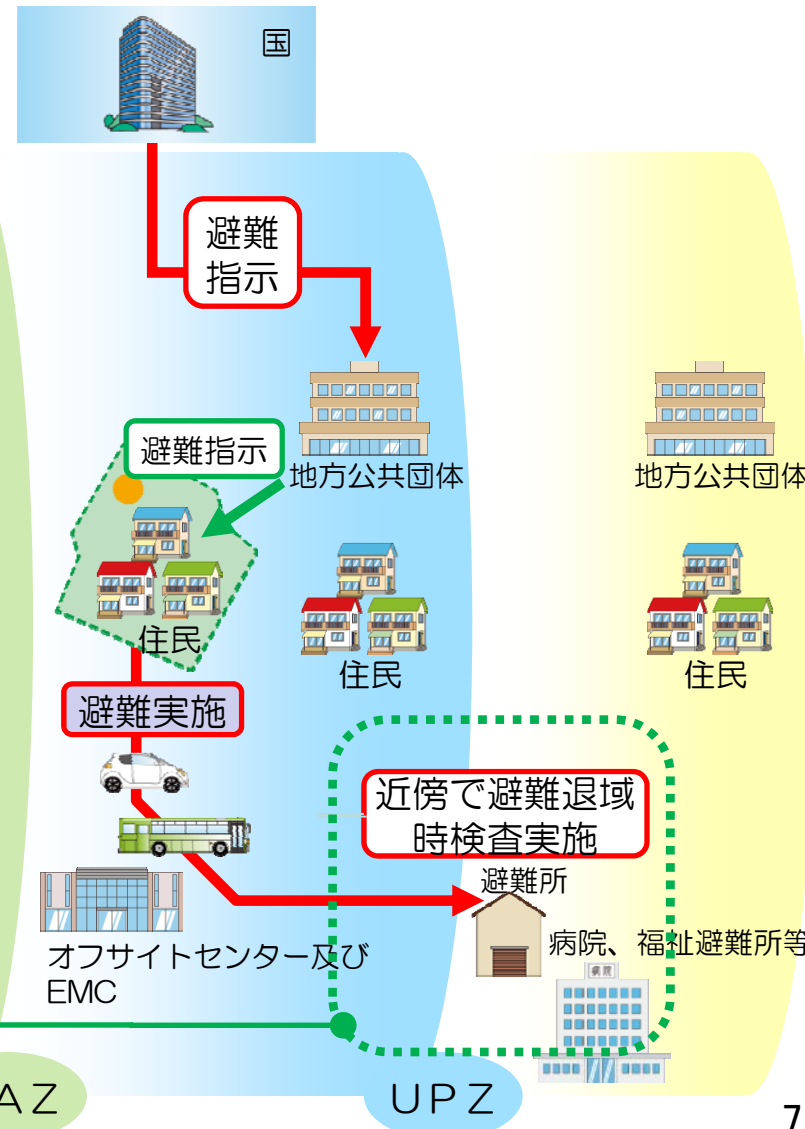 国
避難
指示
避難指示
地方公共団体
地方公共団体
住民
住民
住民
避難実施
近傍で避難退域
時検査実施
避難所
病院、福祉避難所等
病院
オフサイトセンター及び
EMC
AZ
UPZ
7